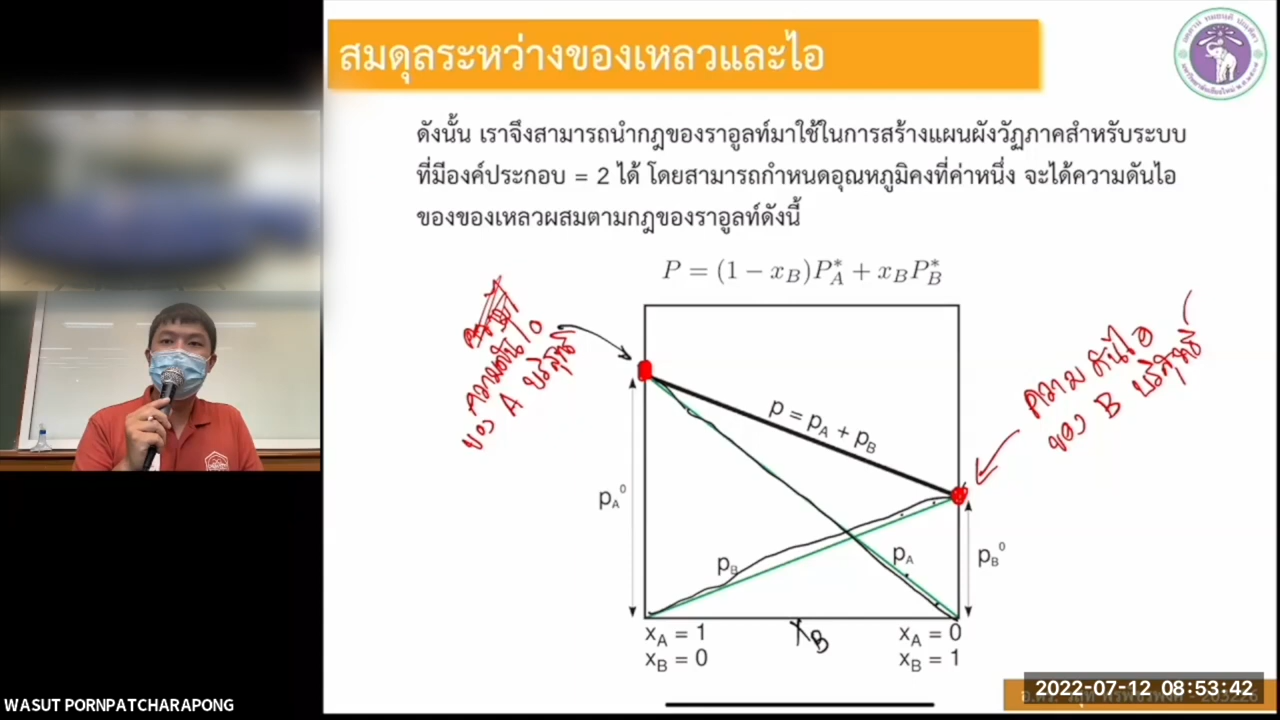 สมดุลระหว่างของเหลวและไอ
ดังนั้น เราจึงสามารถนำกฎของราอูลท์มาใช้ในการสร้างแผนผังวัฏภาคสำหรับระบบ
ที่มีองค์ประกอบ = 2 ได้ โดยสามารถกำหนดอุณหภูมิคงที่ค่าหนึ่ง จะได้ความดันไอ
ของของเหลวผสมตามกฎของราอูลท์ดังนี้
P = (1 − x_B)P_A^* + x_B P_B^*
ความดันไอ
ของ A บริสุทธิ์
ความดันไอ
ของ B บริสุทธิ์
p = p_A + p_B
p_A^0
p_B
p_A
p_B^0
x_A = 1
x_B = 0
x_B
x_A = 0
x_B = 1
2022-07-12 08:53:42
WASUT PORNPATCHARAPONG